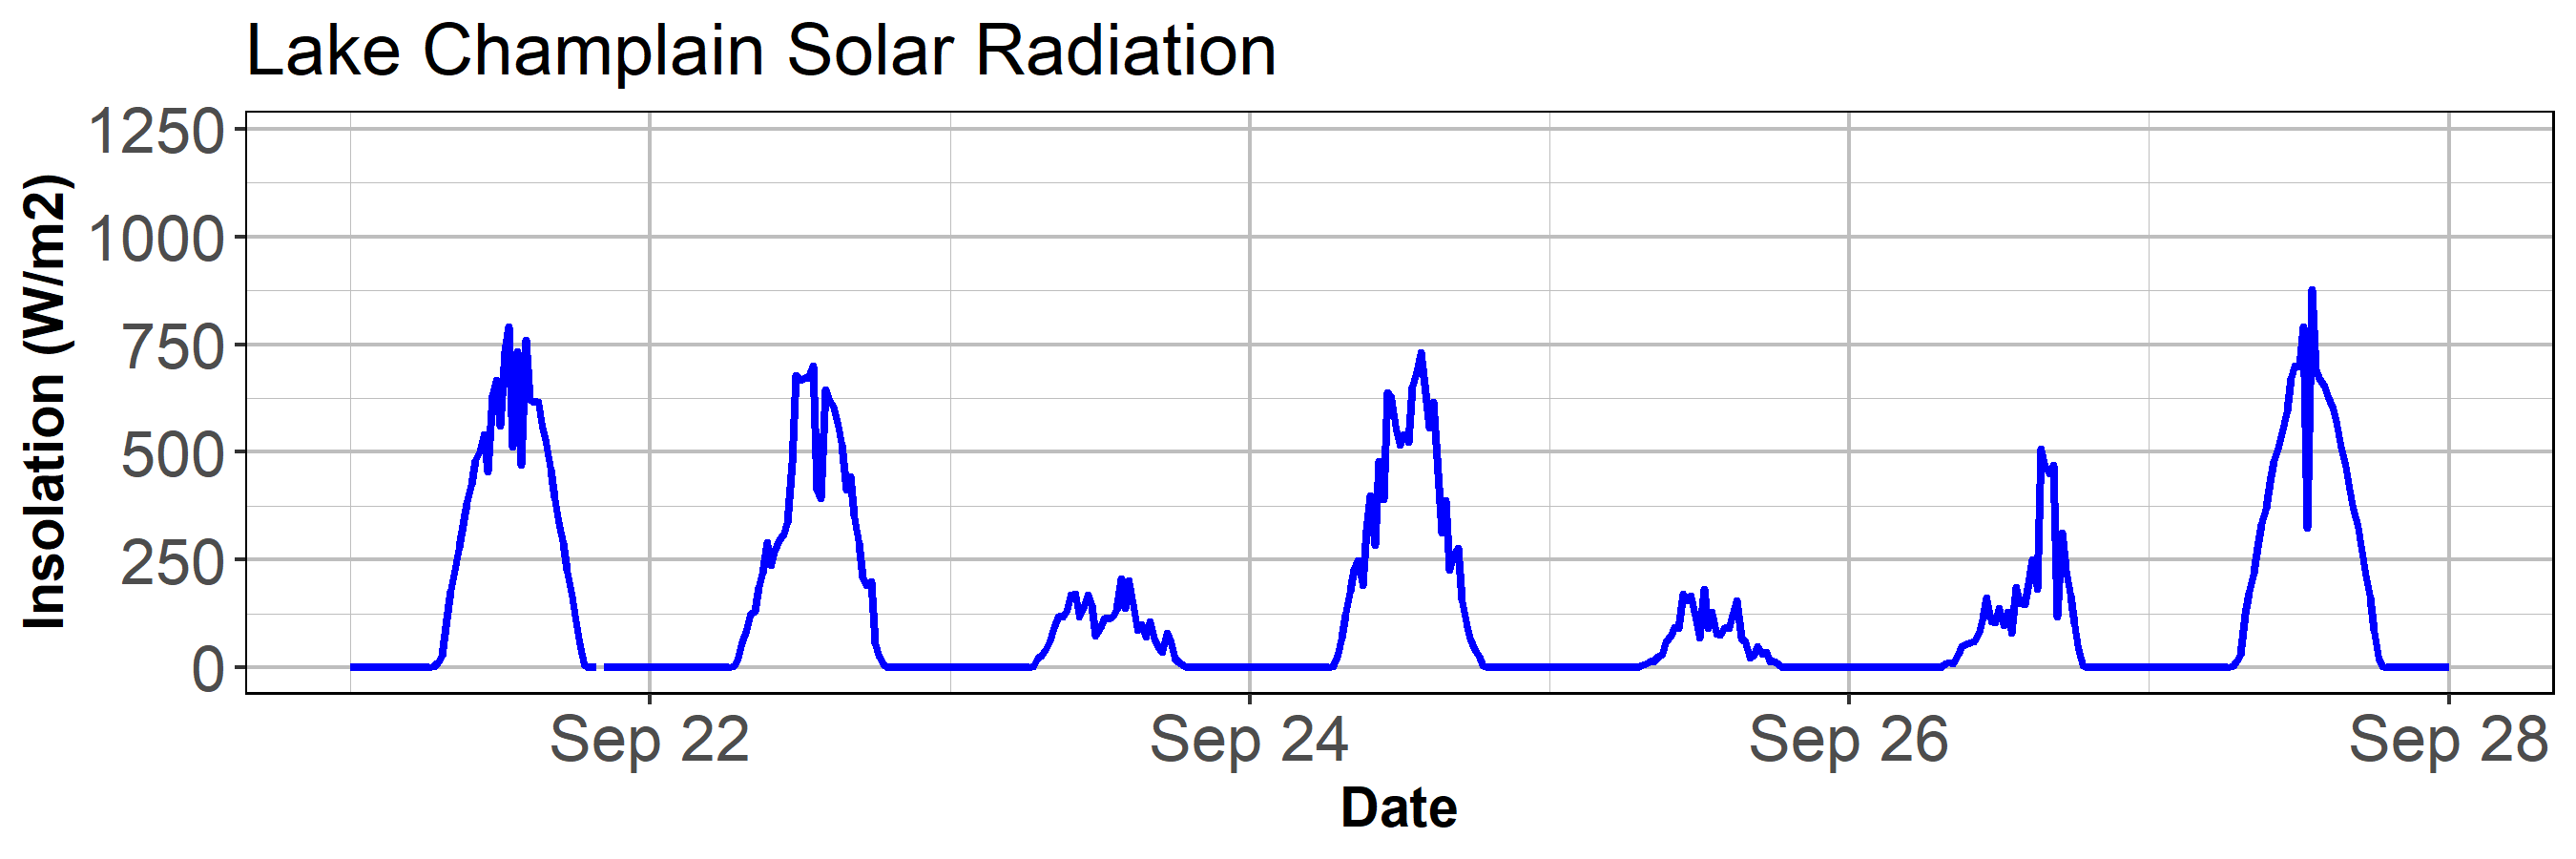 Lake Champlain Solar Radiation
1250
1000
750
500
250
0
Insolation (W/m2)
Sep 22 Sep 24 Sep 26 Sep 28
Date